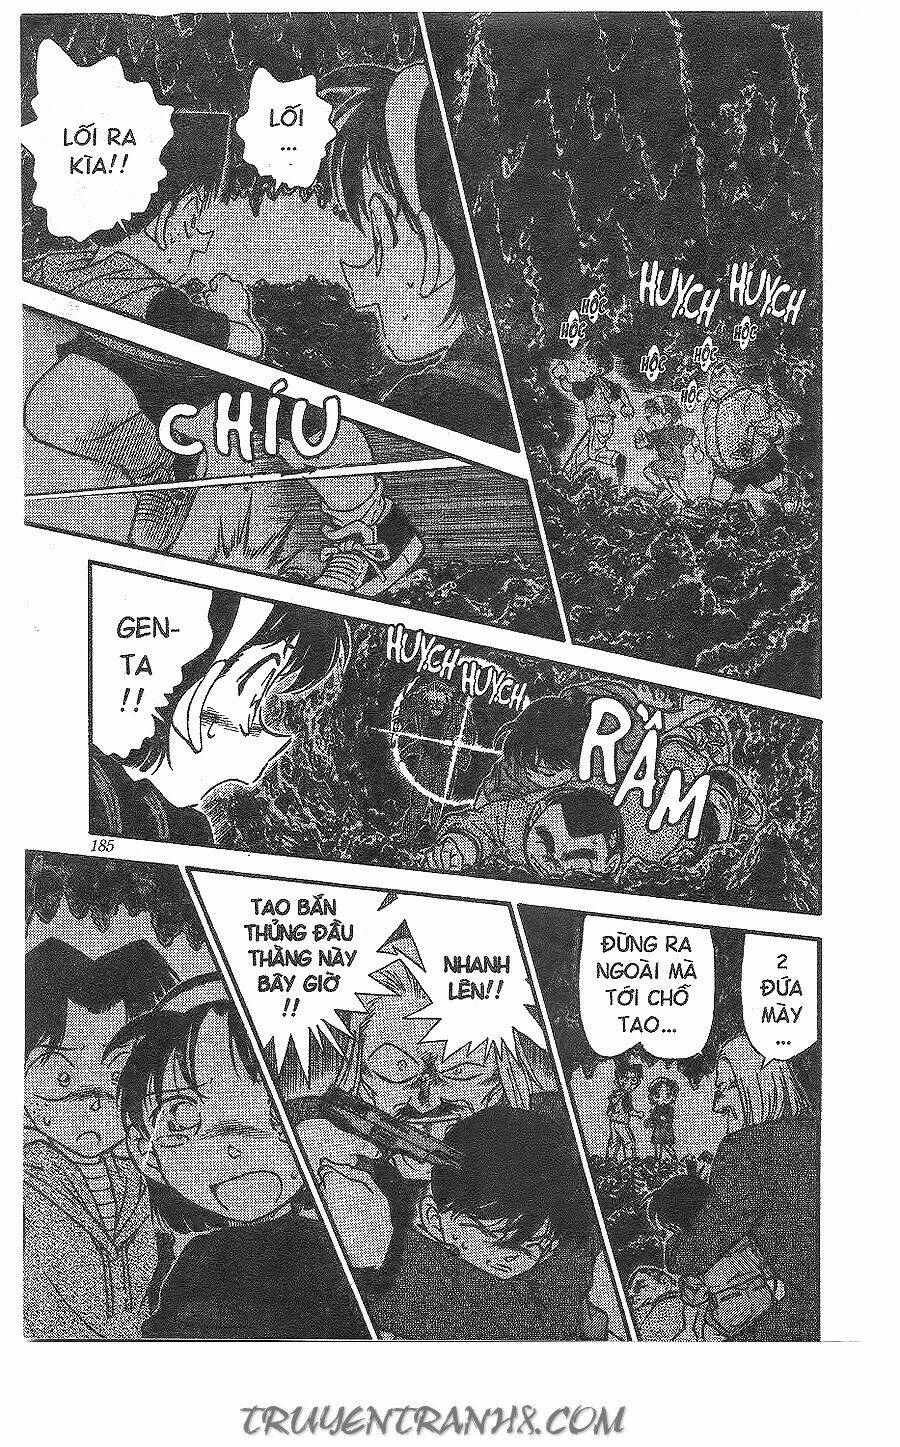 HUỴCH
HUỴCH
HỘC
HỘC
HỘC
HỘC
HỘC
HỘC
LỐI
...
LỐI RA
KÌA!!
CHÍU
HUỴCH
HUỴCH
RẦM
GEN-
TA
!!
185
2
ĐỨA
MÀY
...
ĐỪNG RA
NGOÀI MÀ
TỚI CHỖ
TAO...
NHANH
LÊN!!
TAO BẮN
THỦNG ĐẦU
THẰNG NÀY
BÂY GIỜ
!!
TRUYENTRANH8.COM